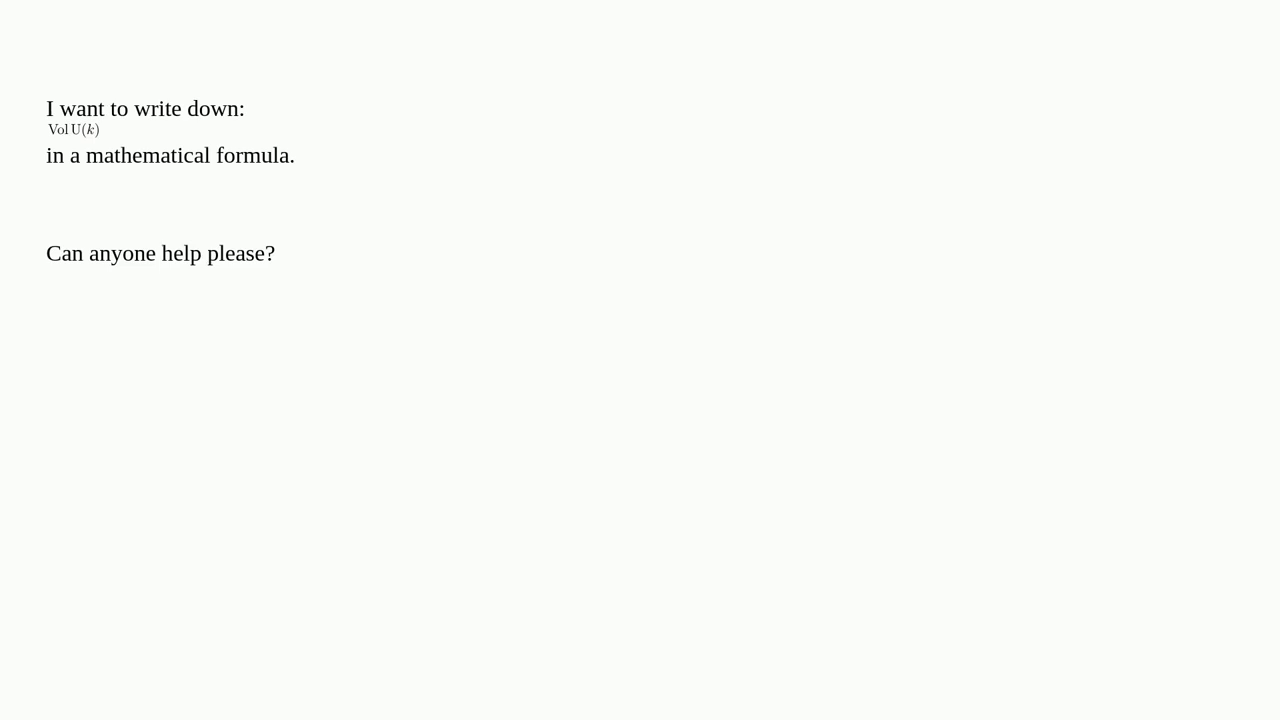 I want to write down:
Vol U(k)
in a mathematical formula.
Can anyone help please?